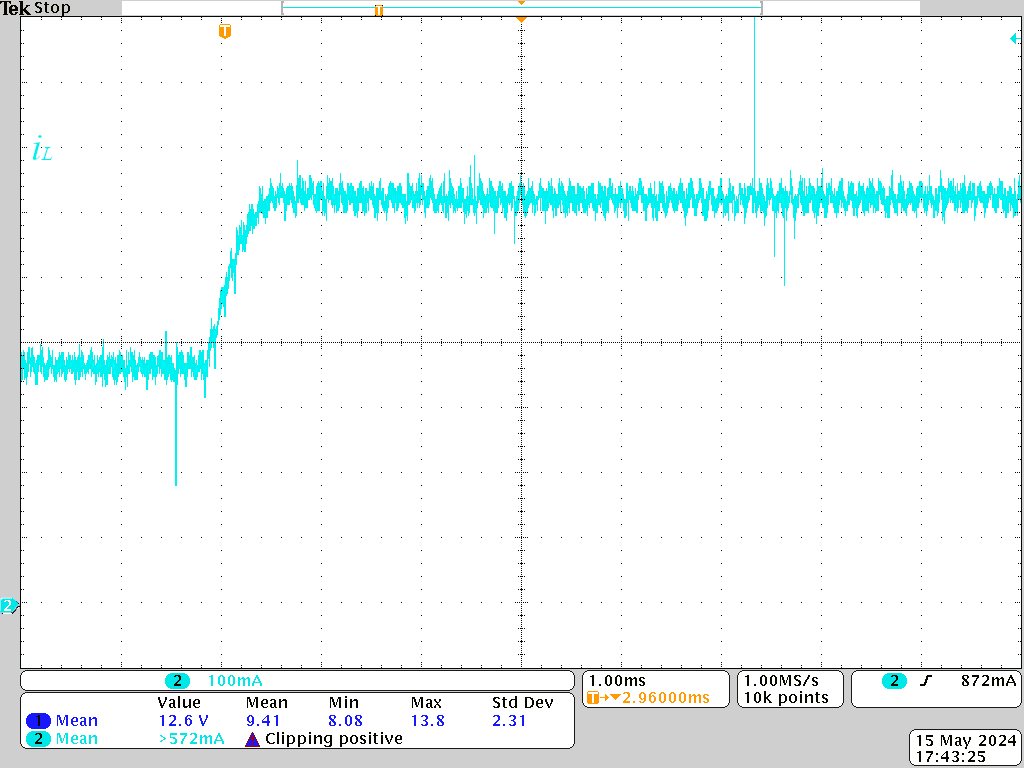 Tek Stop
T
T
iL
2
2 100mA
Value Mean Min Max Std Dev
1 Mean 12.6 V 9.41 8.08 13.8 2.31
2 Mean >572mA Clipping positive
1.00ms
T→▼2.96000ms
1.00MS/s
10k points
2 872mA
15 May 2024
17:43:25